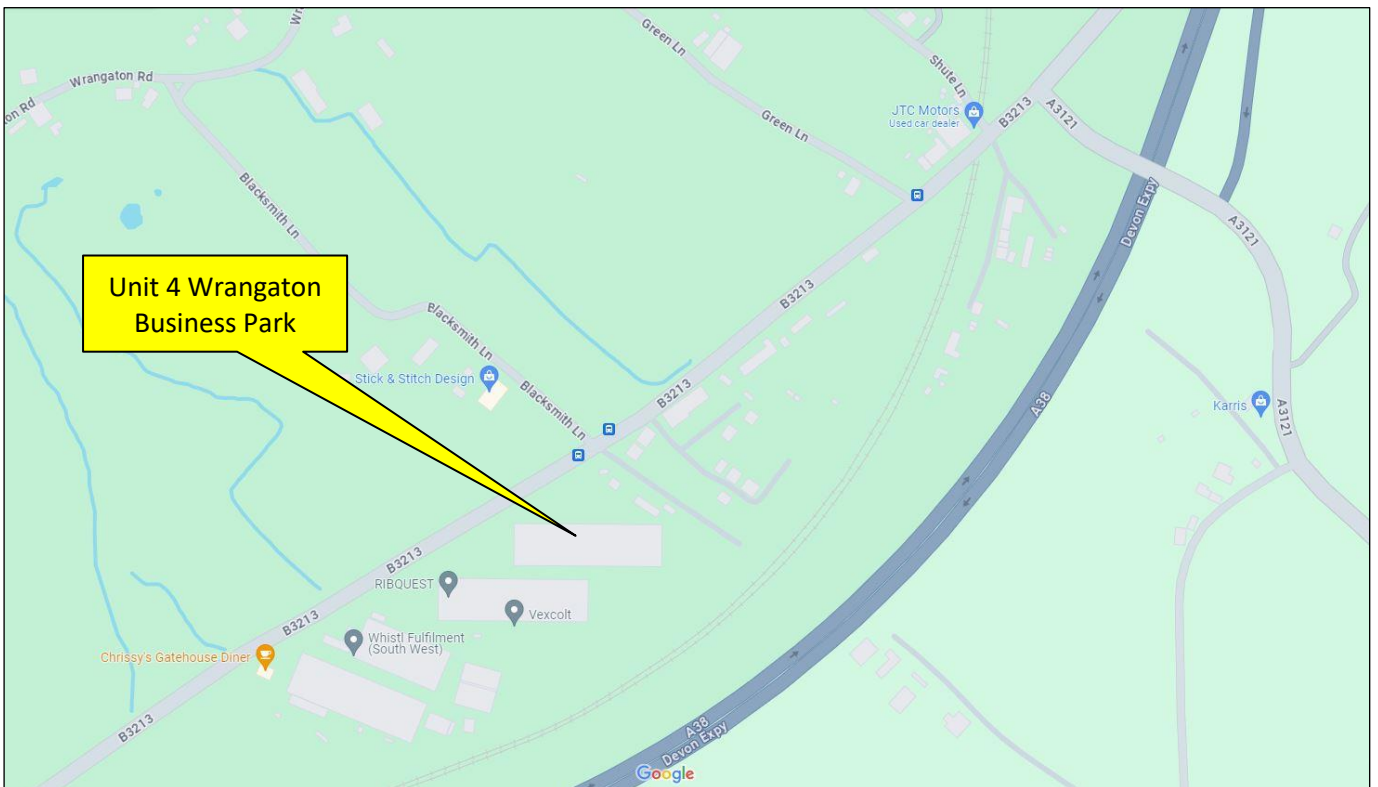 Wr
Green Ln
Wrangaton Rd
on Rd
Shute Ln
JTC Motors
Used car dealer
B3213
A3121
Green Ln
Blacksmith Ln
Devon Expy
A3121
Unit 4 Wrangaton
Business Park
B3213
Blacksmith Ln
Stick & Stitch Design
Blacksmith Ln
B3213
A38
Karris
A3121
B3213
RIBQUEST
Vexcolt
B3213
Whistl Fulfilment
(South West)
Chrissy's Gatehouse Diner
B3213
A38
Devon Expy
Google